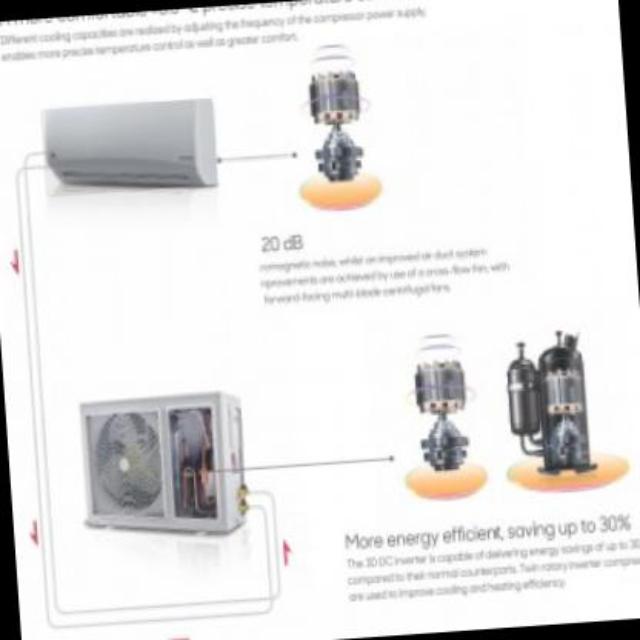 Different cooling capacities are realized by adjusting the frequency of the compressor power supply,
enables more precise temperature control as well as greater comfort.
20 dB
romagnetic noise, whilst an improved air duct system
nprovements are achieved by use of a cross-flow fan, with
forward-facing multi-blade centrifugal fans.
More energy efficient, saving up to 30%
The 3D DC Inverter is capable of delivering energy savings of up to 30
compared to their normal counterparts. Twin rotary inverter compres
are used to improve cooling and heating efficiency.